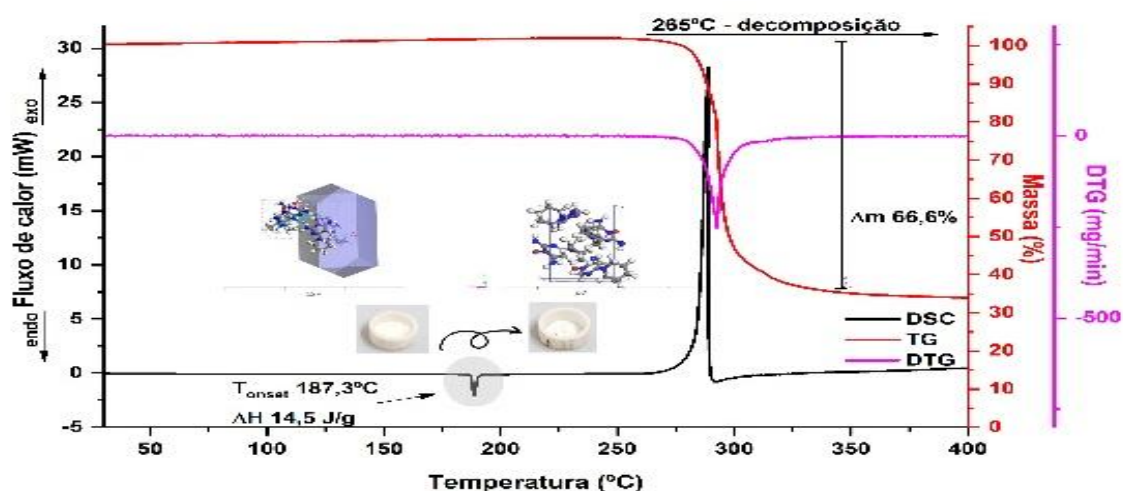 265ºC - decomposição
30
25
20
15
10
5
0
-5
endo Fluxo de calor (mW) exo
100
90
80
70
60
50
40
30
20
10
0
Massa (%)
0
-500
DTG (mg/min)
Δm 66,6%
DSC
TG
DTG
Tonset 187,3ºC
ΔH 14,5 J/g
50 100 150 200 250 300 350 400
Temperatura (ºC)